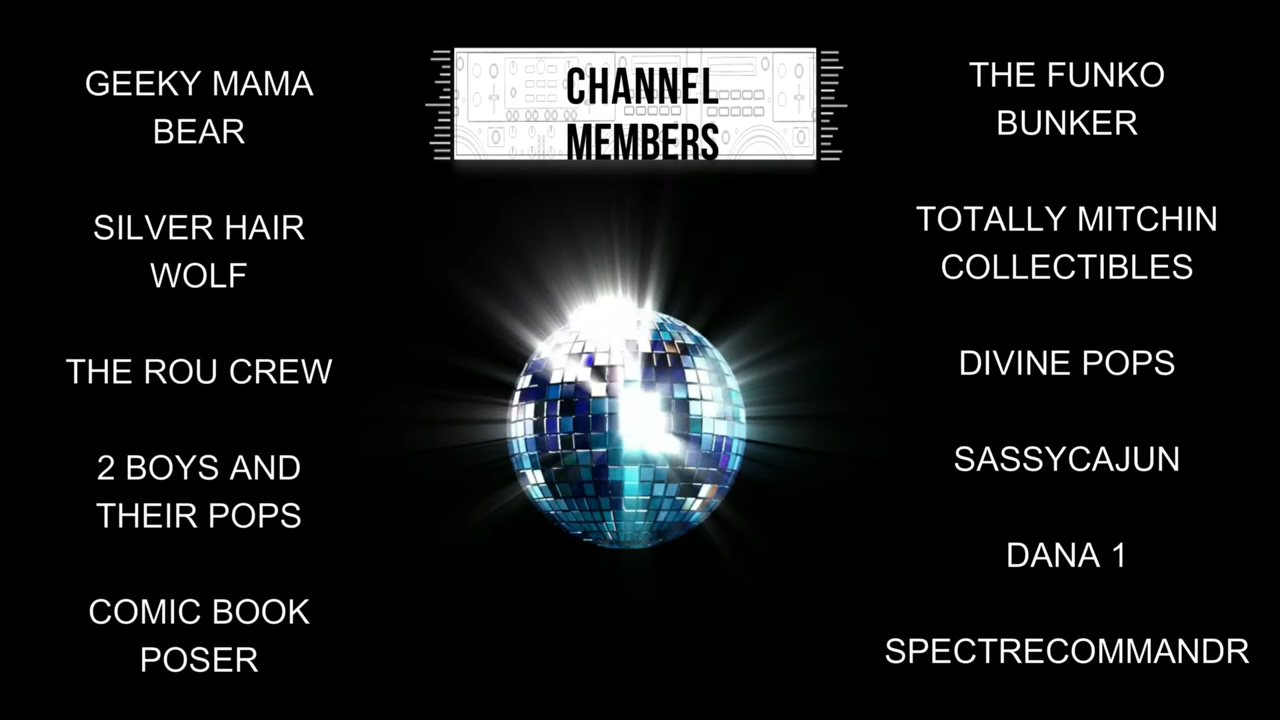 GEEKY MAMA
BEAR
SILVER HAIR
WOLF
THE ROU CREW
2 BOYS AND
THEIR POPS
COMIC BOOK
POSER
CHANNEL
MEMBERS
THE FUNKO
BUNKER
TOTALLY MITCHIN
COLLECTIBLES
DIVINE POPS
SASSYCAJUN
DANA 1
SPECTRECOMMANDR